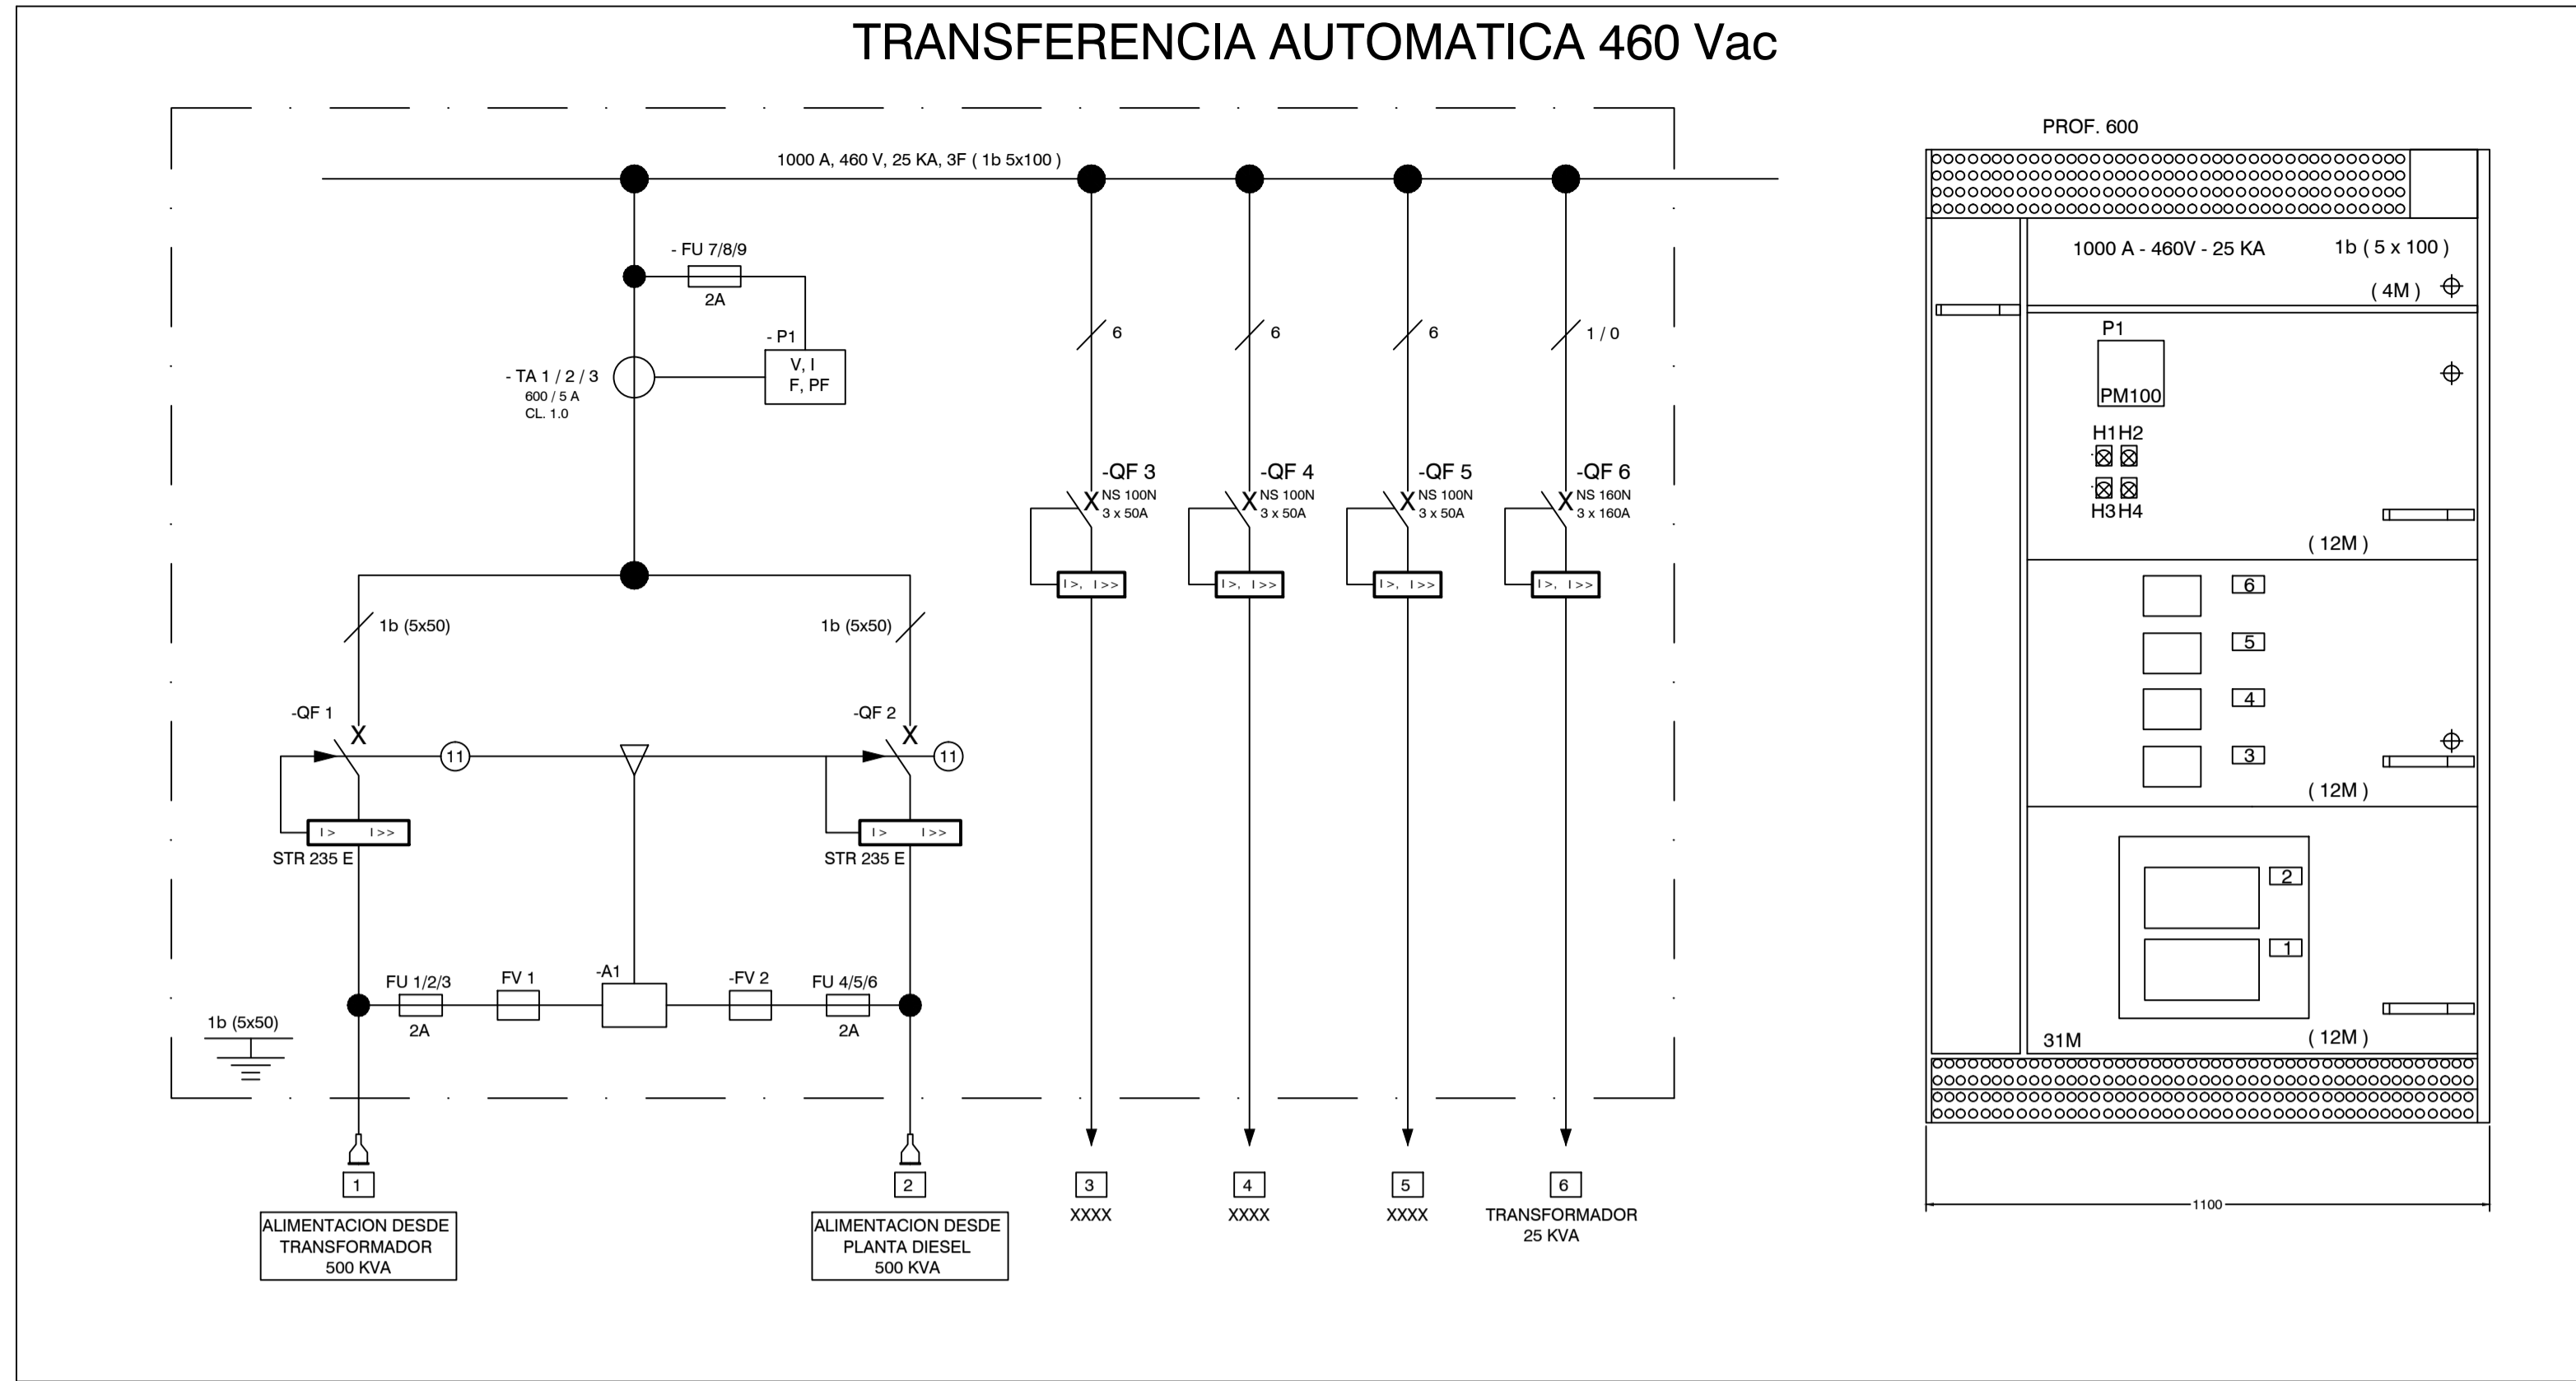 TRANSFERENCIA AUTOMATICA 460 Vac
1000 A, 460 V, 25 KA, 3F ( 1b 5x100 )
- FU 7/8/9
2A
- P1
V, I
F, PF
- TA 1 / 2 / 3
600 / 5 A
CL. 1.0
6
6
6
1 / 0
-QF 3
NS 100N
3 x 50A
I >, I >>
-QF 4
NS 100N
3 x 50A
I >, I >>
-QF 5
NS 100N
3 x 50A
I >, I >>
-QF 6
NS 160N
3 x 160A
I >, I >>
1b (5x50)
1b (5x50)
-QF 1
X
11
I > I >>
STR 235 E
-QF 2
X
11
I > I >>
STR 235 E
FU 1/2/3
2A
FV 1
-A1
-FV 2
FU 4/5/6
2A
1b (5x50)
1
ALIMENTACION DESDE
TRANSFORMADOR
500 KVA
2
ALIMENTACION DESDE
PLANTA DIESEL
500 KVA
3
XXXX
4
XXXX
5
XXXX
6
TRANSFORMADOR
25 KVA
PROF. 600
1000 A - 460V - 25 KA 1b ( 5 x 100 )
( 4M )
P1
PM100
H1 H2
H3 H4
( 12M )
6
5
4
3
( 12M )
2
1
31M ( 12M )
1100